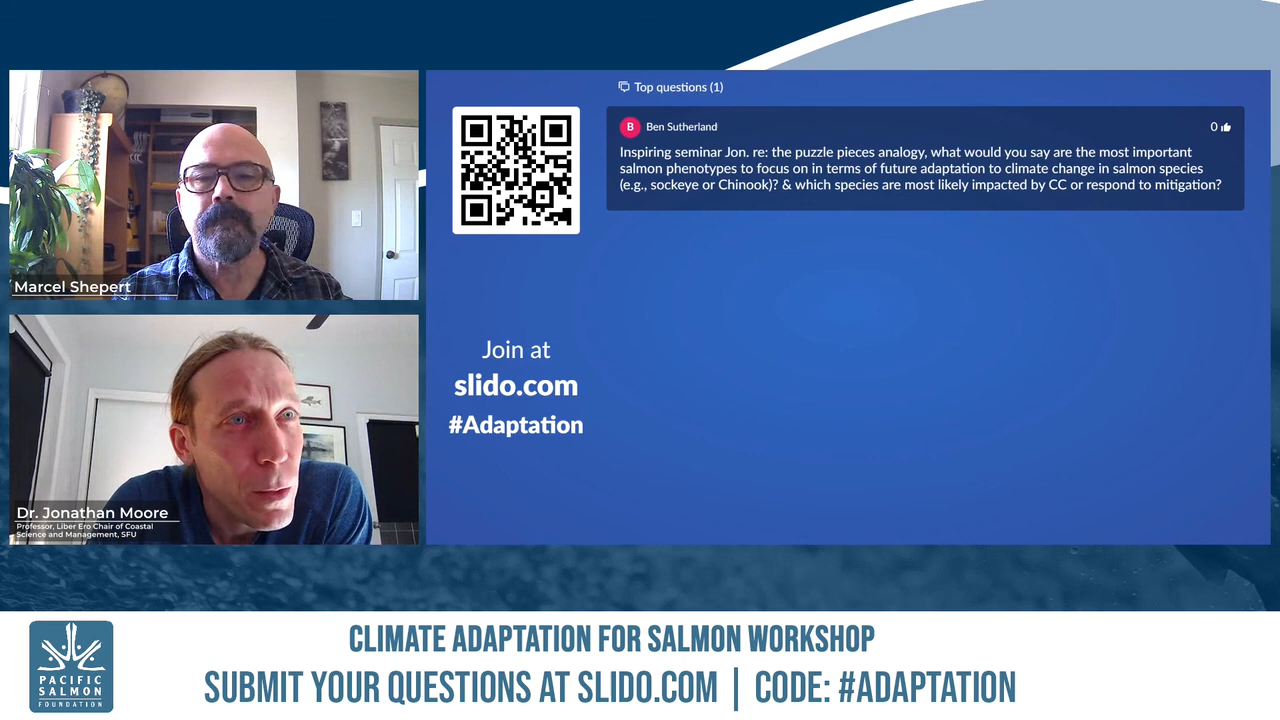 Marcel Shepert
Dr. Jonathan Moore
Professor, Liber Ero Chair of Coastal
Science and Management, SFU
Top questions (1)
B
Ben Sutherland
0
Inspiring seminar Jon. re: the puzzle pieces analogy, what would you say are the most important
salmon phenotypes to focus on in terms of future adaptation to climate change in salmon species
(e.g., sockeye or Chinook)? & which species are most likely impacted by CC or respond to mitigation?
Join at
slido.com
#Adaptation
PACIFIC
SALMON
FOUNDATION
CLIMATE ADAPTATION FOR SALMON WORKSHOP
SUBMIT YOUR QUESTIONS AT SLIDO.COM | CODE: #ADAPTATION